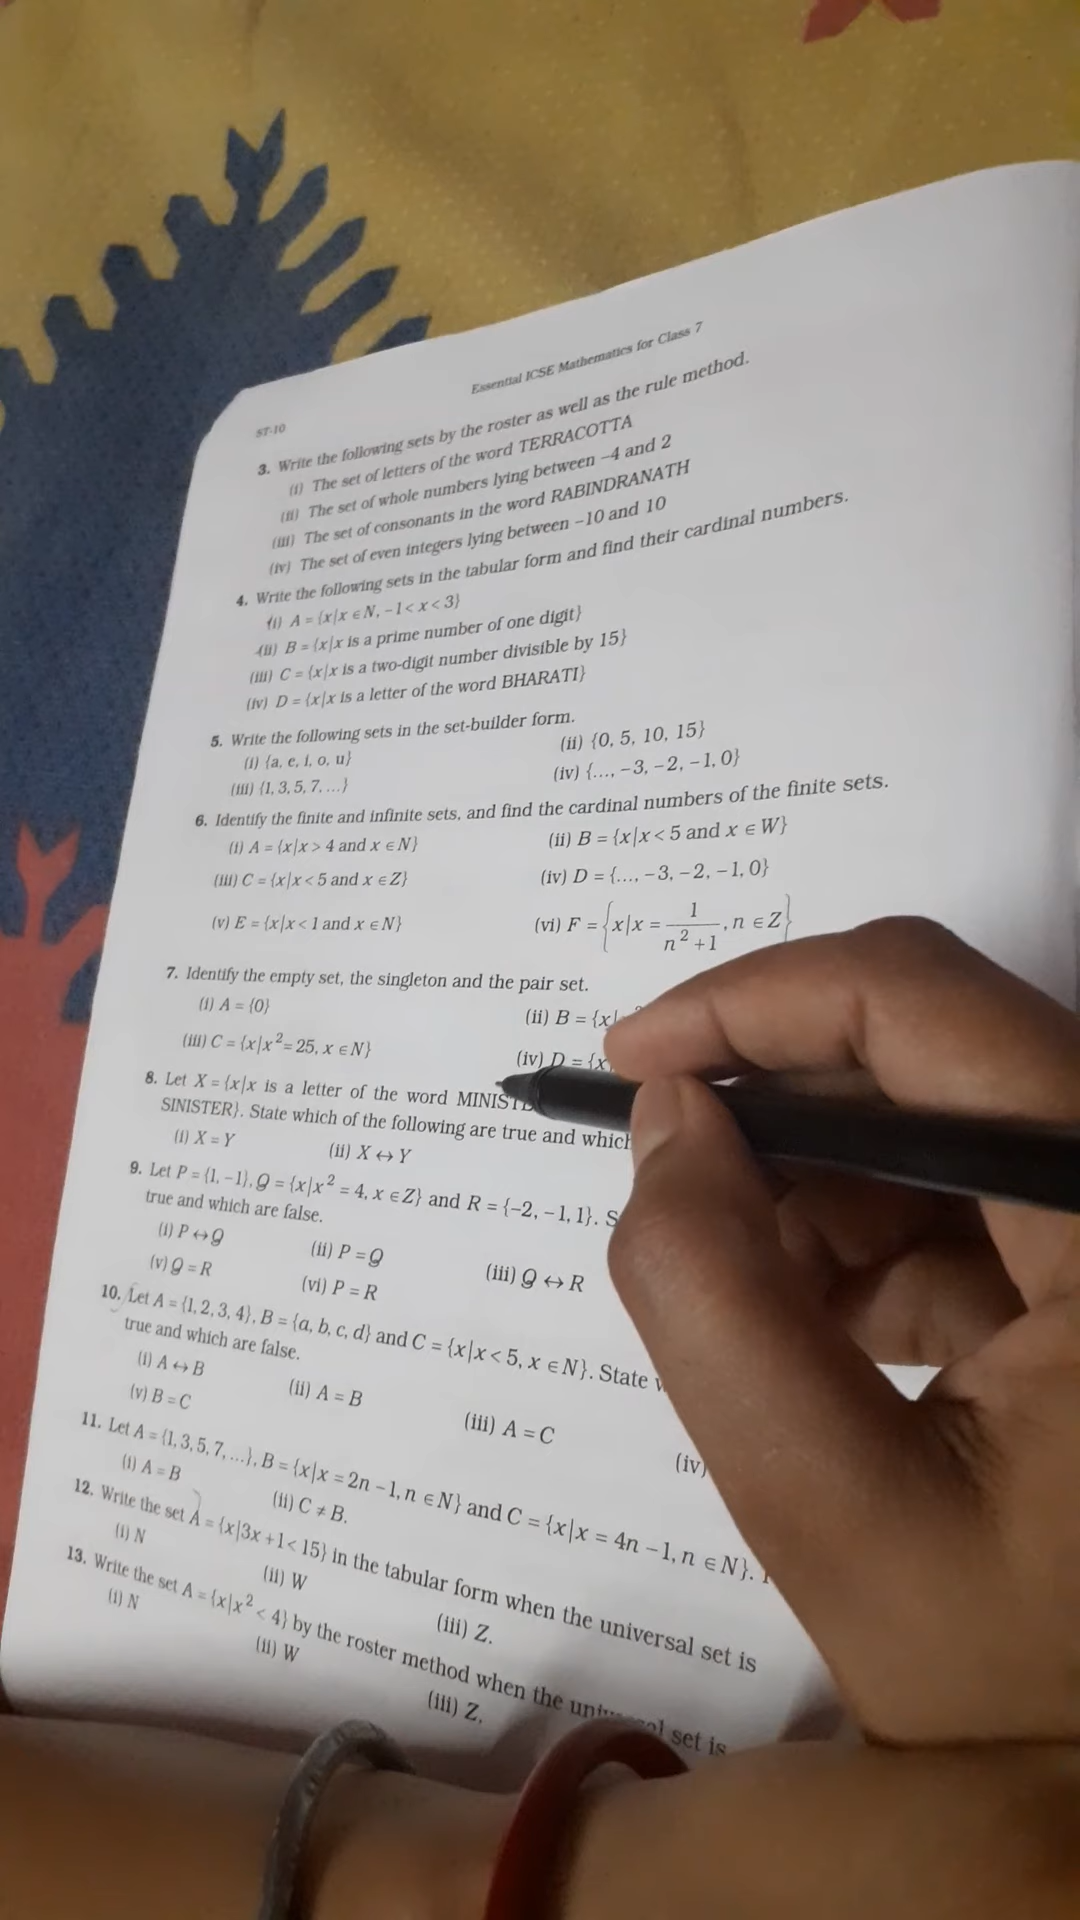 Essential ICSE Mathematics for Class 7
ST-10
3. Write the following sets by the roster as well as the rule method.
(i) The set of letters of the word TERRACOTTA
(ii) The set of whole numbers lying between –4 and 2
(iii) The set of consonants in the word RABINDRANATH
(iv) The set of even integers lying between –10 and 10
4. Write the following sets in the tabular form and find their cardinal numbers.
(i) A = {x|x ∈ N, –1 < x < 3}
(ii) B = {x|x is a prime number of one digit}
(iii) C = {x|x is a two-digit number divisible by 15}
(iv) D = {x|x is a letter of the word BHARATI}
5. Write the following sets in the set-builder form.
(i) {a, e, i, o, u} (ii) {0, 5, 10, 15}
(iii) {1, 3, 5, 7, ...} (iv) {..., –3, –2, –1, 0}
6. Identify the finite and infinite sets, and find the cardinal numbers of the finite sets.
(i) A = {x|x > 4 and x ∈ N} (ii) B = {x|x < 5 and x ∈ W}
(iii) C = {x|x < 5 and x ∈ Z} (iv) D = {..., –3, –2, –1, 0}
(v) E = {x|x < 1 and x ∈ N} (vi) F = {x|x = 1/(n² + 1), n ∈ Z}
7. Identify the empty set, the singleton and the pair set.
(i) A = {0} (ii) B = {x|
(iii) C = {x|x² = 25, x ∈ N} (iv) D = {x
8. Let X = {x|x is a letter of the word
SINISTER}. State which of the following are true and which
(i) X = Y (ii) X ↔ Y
9. Let P = {1, –1}, Q = {x|x² = 4, x ∈ Z} and R = {–2, –1, 1}.
true and which are false.
(i) P ↔ Q (ii) P = Q (iii) Q ↔ R
(v) Q = R (vi) P = R
10. Let A = {1, 2, 3, 4}, B = {a, b, c, d} and C = {x|x < 5, x ∈ N}. State
true and which are false.
(i) A ↔ B (ii) A = B (iii) A = C (iv)
(v) B = C
11. Let A = {1, 3, 5, 7, ...}, B = {x|x = 2n – 1, n ∈ N} and C = {x|x = 4n – 1, n ∈ N}.
(i) A = B (ii) C ≠ B.
12. Write the set A = {x|3x + 1 < 15} in the tabular form when the universal set is
(i) N (ii) W (iii) Z.
13. Write the set A = {x|x² < 4} by the roster method when the universal set is
(i) N (ii) W (iii) Z.